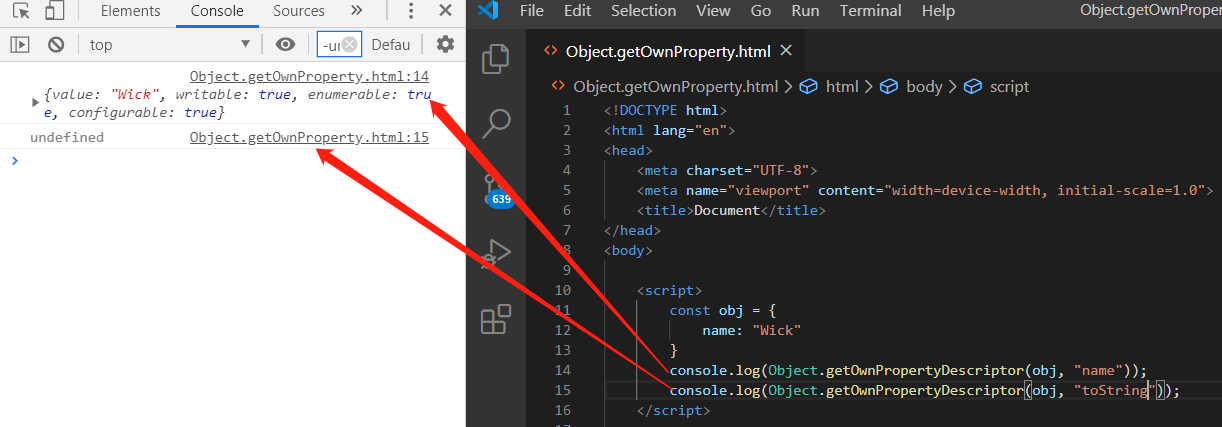 Elements Console Sources »
top -ur Defau
Object.getOwnProperty.html:14
{value: "Wick", writable: true, enumerable: tru
e, configurable: true}
undefined Object.getOwnProperty.html:15
File Edit Selection View Go Run Terminal Help Object.getOwnProper
Object.getOwnProperty.html
Object.getOwnProperty.html > html > body > script
639
1 <!DOCTYPE html>
2 <html lang="en">
3 <head>
4 <meta charset="UTF-8">
5 <meta name="viewport" content="width=device-width, initial-scale=1.0">
6 <title>Document</title>
7 </head>
8 <body>
9
10 <script>
11 const obj = {
12 name: "Wick"
13 }
14 console.log(Object.getOwnPropertyDescriptor(obj, "name"));
15 console.log(Object.getOwnPropertyDescriptor(obj, "toString"));
16 </script>